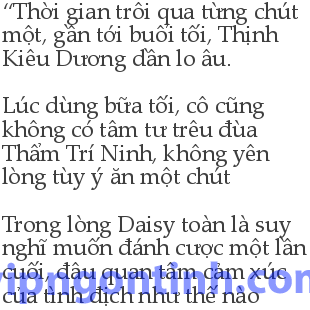 “Thời gian trôi qua từng chút
một, gần tới buổi tối, Thịnh
Kiêu Dương dần lo âu.
Lúc dùng bữa tối, cô cũng
không có tâm tư trêu đùa
Thẩm Trí Ninh, không yên
lòng tùy ý ăn một chút
Trong lòng Daisy toàn là suy
nghĩ muốn đánh cược một lần
cuối, đâu quan tâm cảm xúc
của tình địch như thế nào
vipngontinh.com